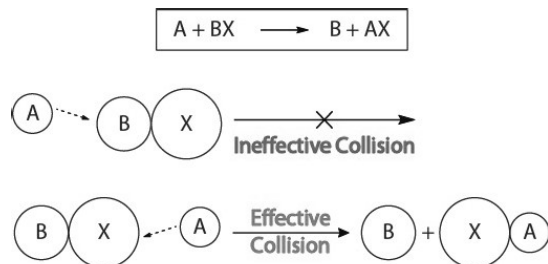 A + BX ⟶ B + AX
A B X
Ineffective Collision
B X A Effective Collision B + X A